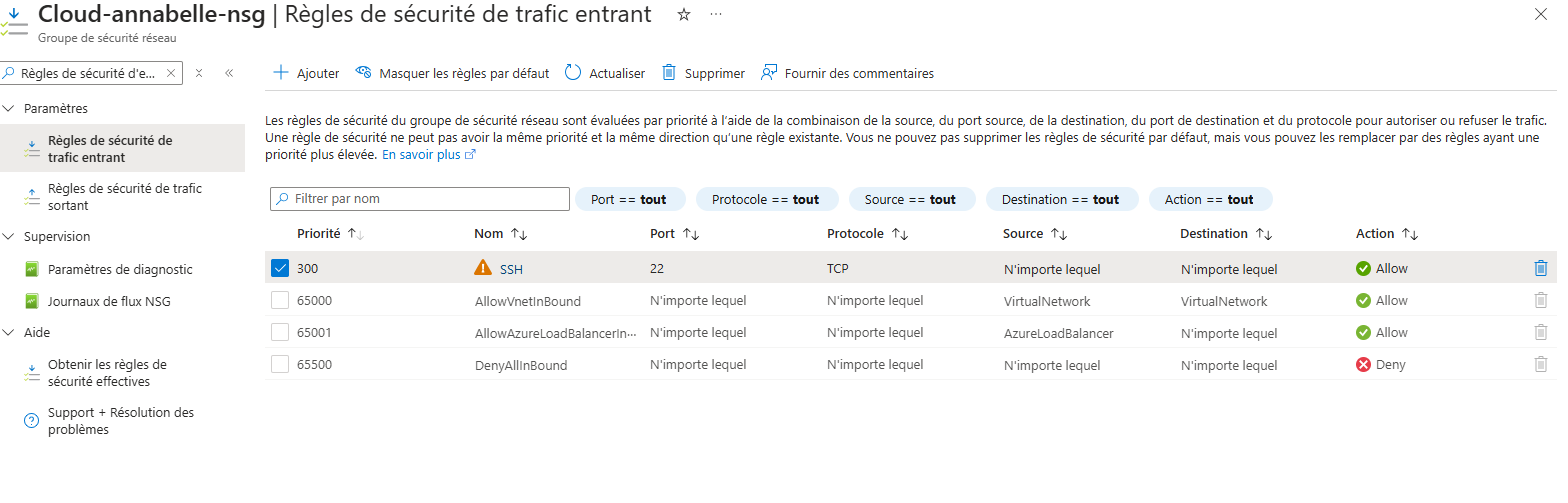 Cloud-annabelle-nsg | Règles de sécurité de trafic entrant
Groupe de sécurité réseau
Règles de sécurité d'e...
Paramètres
Règles de sécurité de
trafic entrant
Règles de sécurité de trafic
sortant
Supervision
Paramètres de diagnostic
Journaux de flux NSG
Aide
Obtenir les règles de
sécurité effectives
Support + Résolution des
problèmes
Ajouter Masquer les règles par défaut Actualiser Supprimer Fournir des commentaires
Les règles de sécurité du groupe de sécurité réseau sont évaluées par priorité à l'aide de la combinaison de la source, du port source, de la destination, du port de destination et du protocole pour autoriser ou refuser le trafic.
Une règle de sécurité ne peut pas avoir la même priorité et la même direction qu'une règle existante. Vous ne pouvez pas supprimer les règles de sécurité par défaut, mais vous pouvez les remplacer par des règles ayant une
priorité plus élevée. En savoir plus
Filtrer par nom Port == tout Protocole == tout Source == tout Destination == tout Action == tout
Priorité Nom Port Protocole Source Destination Action
300 SSH 22 TCP N'importe lequel N'importe lequel Allow
65000 AllowVnetInBound N'importe lequel N'importe lequel VirtualNetwork VirtualNetwork Allow
65001 AllowAzureLoadBalancerIn... N'importe lequel N'importe lequel AzureLoadBalancer N'importe lequel Allow
65500 DenyAllInBound N'importe lequel N'importe lequel N'importe lequel N'importe lequel Deny